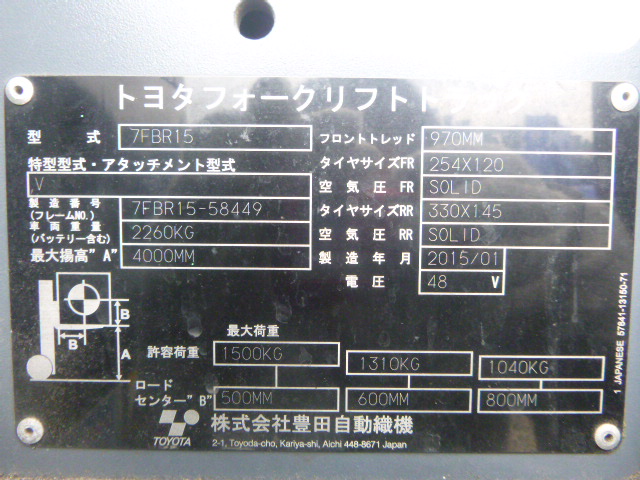 トヨタフォークリフトトラック
型式 7FBR15 フロントトレッド 970MM
特型型式・アタッチメント型式 タイヤサイズFR 254X120
V 空気圧FR SOLID
製造番号(フレームNO.) 7FBR15-58449 タイヤサイズRR 330X145
車両重量(バッテリー含む) 2260KG 空気圧RR SOLID
最大揚高"A" 4000MM 製造年月 2015/01
電圧 48 V
B
B A
最大荷重
許容荷重 1500KG 1310KG 1040KG
ロードセンター"B" 500MM 600MM 800MM
TOYOTA 株式会社豊田自動織機
2-1, Toyoda-cho, Kariya-shi, Aichi 448-8671 Japan
1 JAPANESE 57841-13150-71